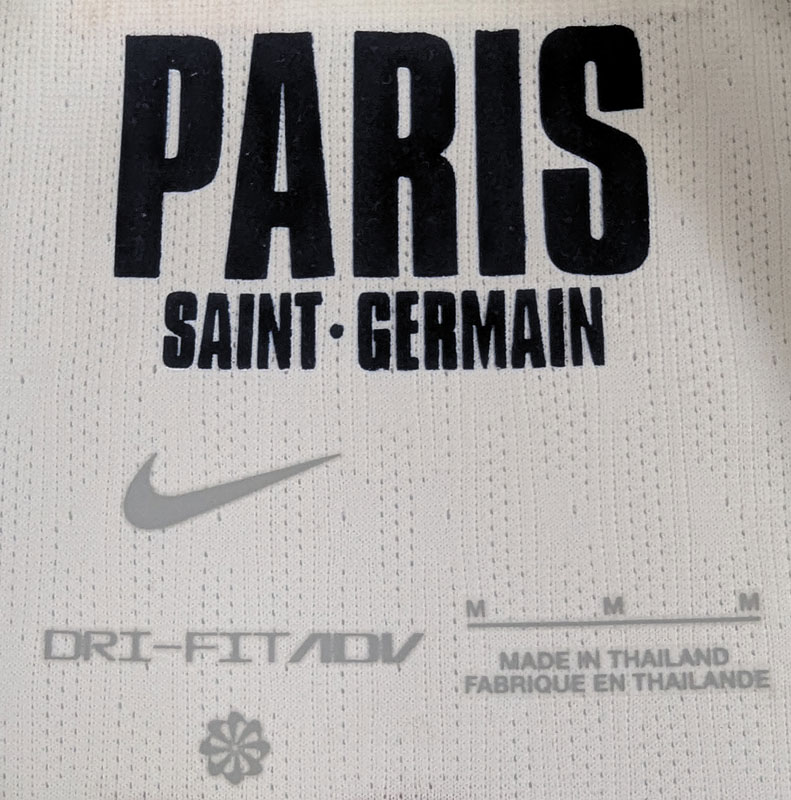 PARIS
SAINT·GERMAIN
DRI-FIT ADV
M M M
MADE IN THAILAND
FABRIQUE EN THAILANDE